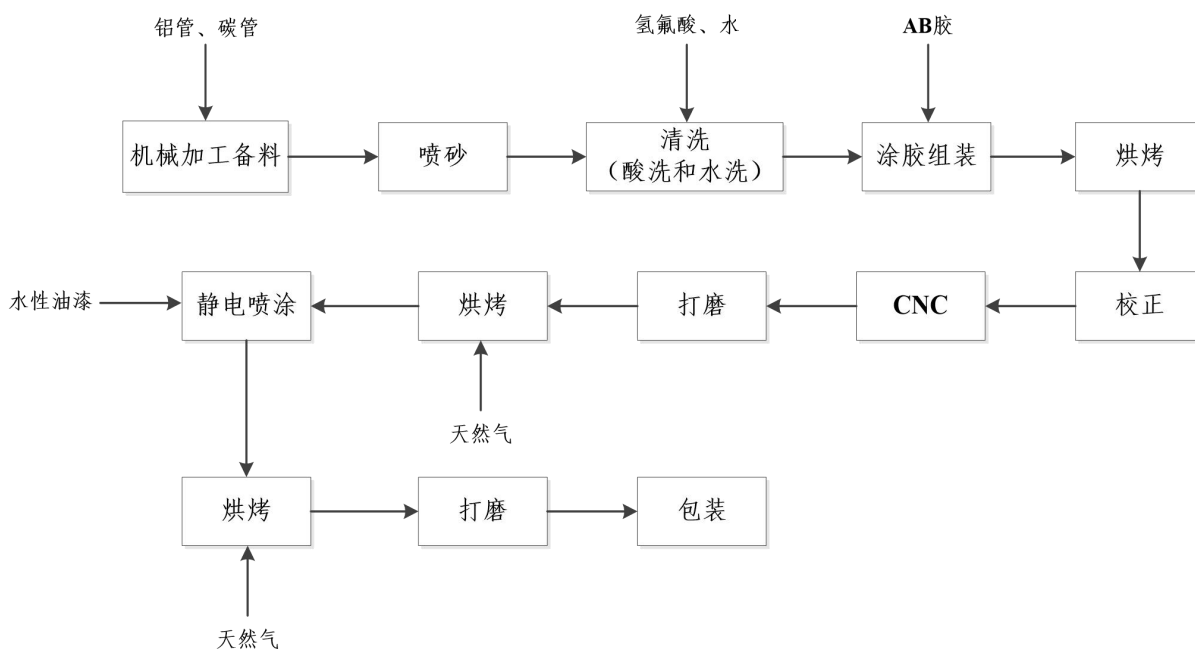 铝管、碳管
氢氟酸、水
AB胶
机械加工备料
喷砂
清洗
（酸洗和水洗）
涂胶组装
烘烤
水性油漆
静电喷涂
烘烤
打磨
CNC
校正
天然气
烘烤
打磨
包装
天然气